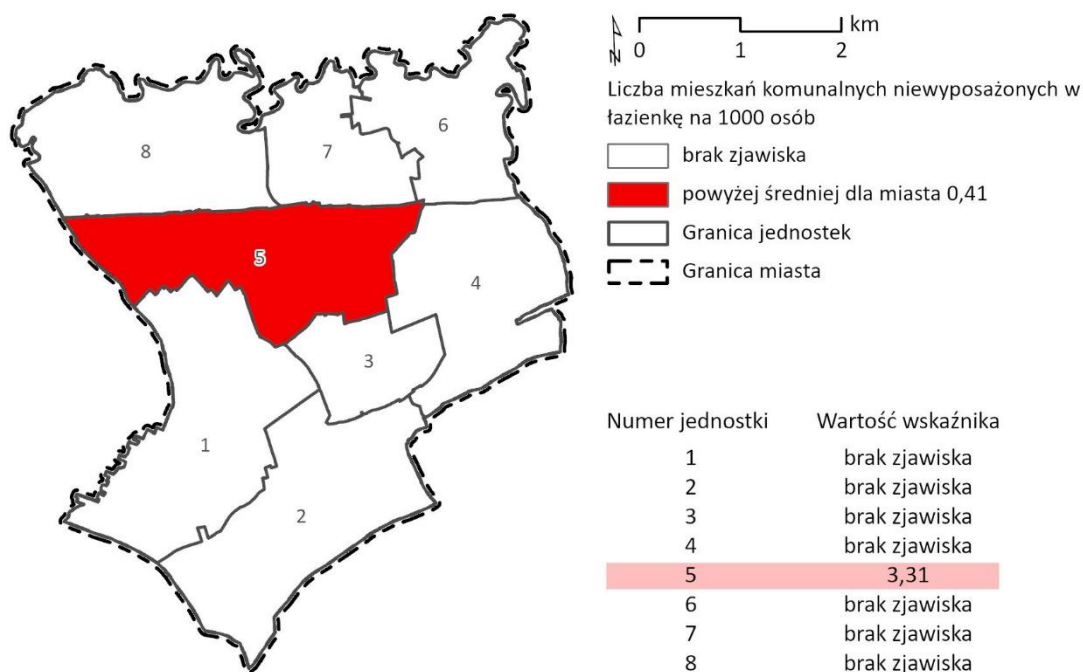 km
0 1 2
N
Liczba mieszkań komunalnych niewyposażonych w
łazienkę na 1000 osób
brak zjawiska
powyżej średniej dla miasta 0,41
Granica jednostek
Granica miasta
8
7
6
5
4
3
1
2
Numer jednostki Wartość wskaźnika
1 brak zjawiska
2 brak zjawiska
3 brak zjawiska
4 brak zjawiska
5 3,31
6 brak zjawiska
7 brak zjawiska
8 brak zjawiska